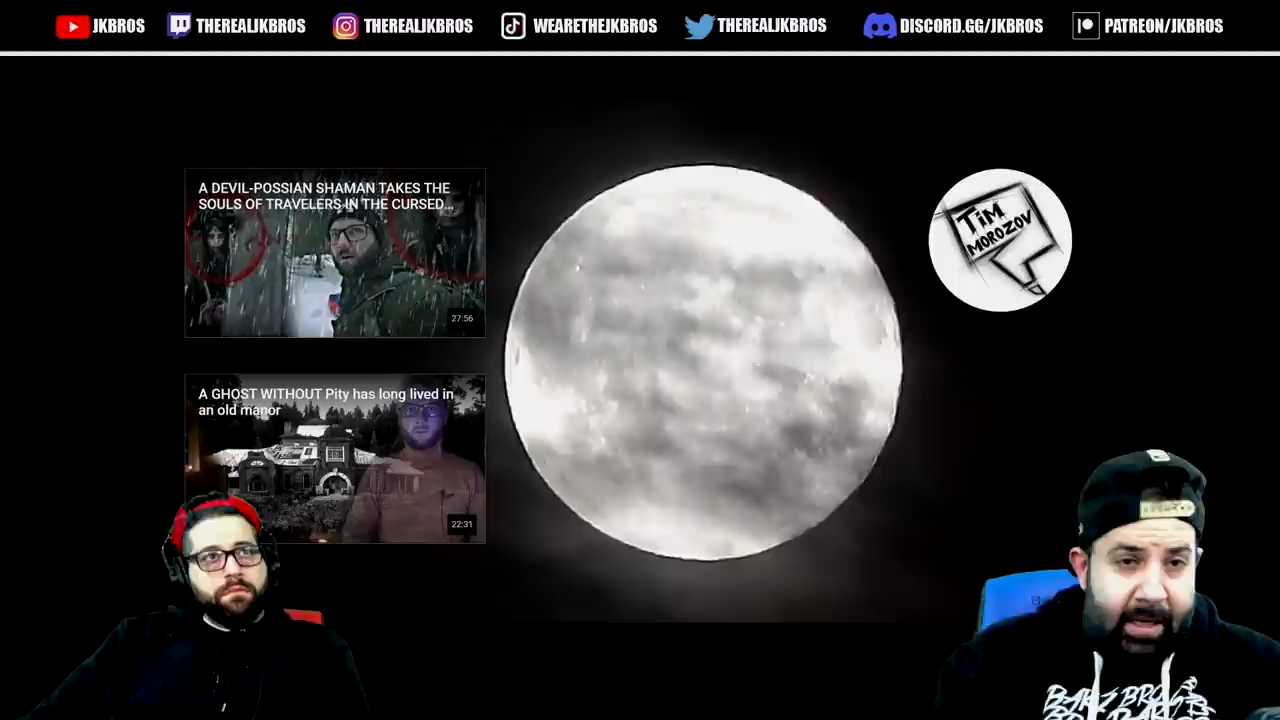 JKBROS THEREALJKBROS THEREALJKBROS WEARETHEJKBROS THEREALJKBROS DISCORD.GG/JKBROS PATREON/JKBROS
A DEVIL-POSSIAN SHAMAN TAKES THE
SOULS OF TRAVELERS IN THE CURSED...
27:56
TiM
MOROZOV
A GHOST WITHOUT Pity has long lived in
an old manor
22:31